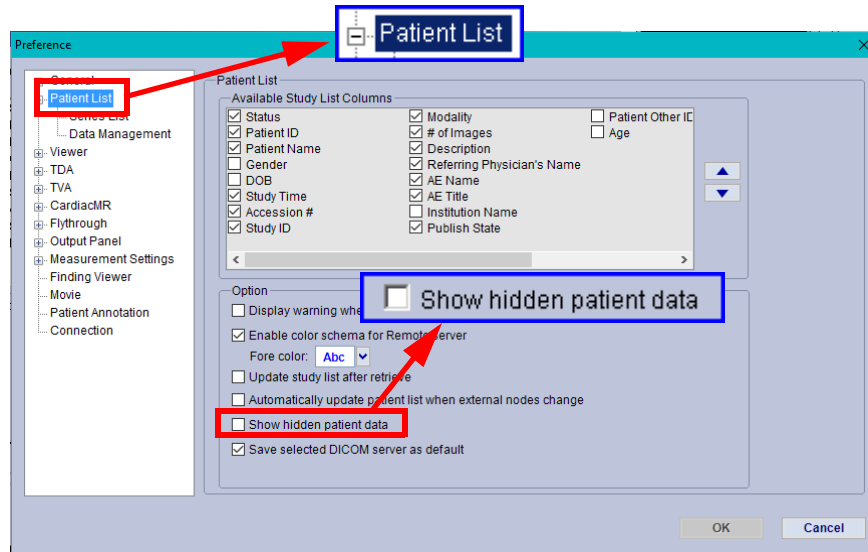 Patient List
Preference
General
Patient List
Series List
Data Management
Viewer
TDA
TVA
CardiacMR
Flythrough
Output Panel
Measurement Settings
Finding Viewer
Movie
Patient Annotation
Connection
Patient List
Available Study List Columns
Status
Patient ID
Patient Name
Gender
DOB
Study Time
Accession #
Study ID
Modality
# of Images
Description
Referring Physician's Name
AE Name
AE Title
Institution Name
Publish State
Patient Other ID
Age
Option
Display warning
Show hidden patient data
Enable color schema for Remote Server
Fore color: Abc
Update study list after retrieve
Automatically update patient list when external nodes change
Show hidden patient data
Save selected DICOM server as default
OK Cancel